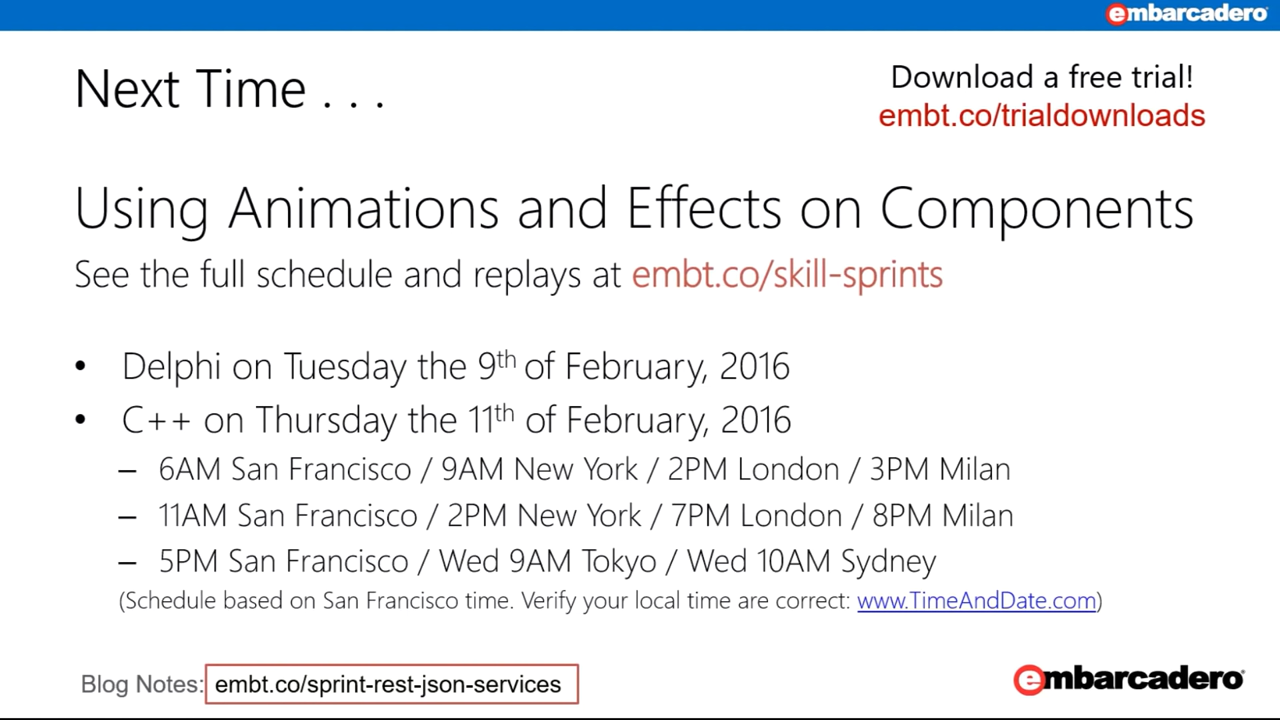 embarcadero
Next Time . . .
Download a free trial!
embt.co/trialdownloads
Using Animations and Effects on Components
See the full schedule and replays at embt.co/skill-sprints
• Delphi on Tuesday the 9th of February, 2016
• C++ on Thursday the 11th of February, 2016
– 6AM San Francisco / 9AM New York / 2PM London / 3PM Milan
– 11AM San Francisco / 2PM New York / 7PM London / 8PM Milan
– 5PM San Francisco / Wed 9AM Tokyo / Wed 10AM Sydney
(Schedule based on San Francisco time. Verify your local time are correct: www.TimeAndDate.com)
Blog Notes: embt.co/sprint-rest-json-services
embarcadero